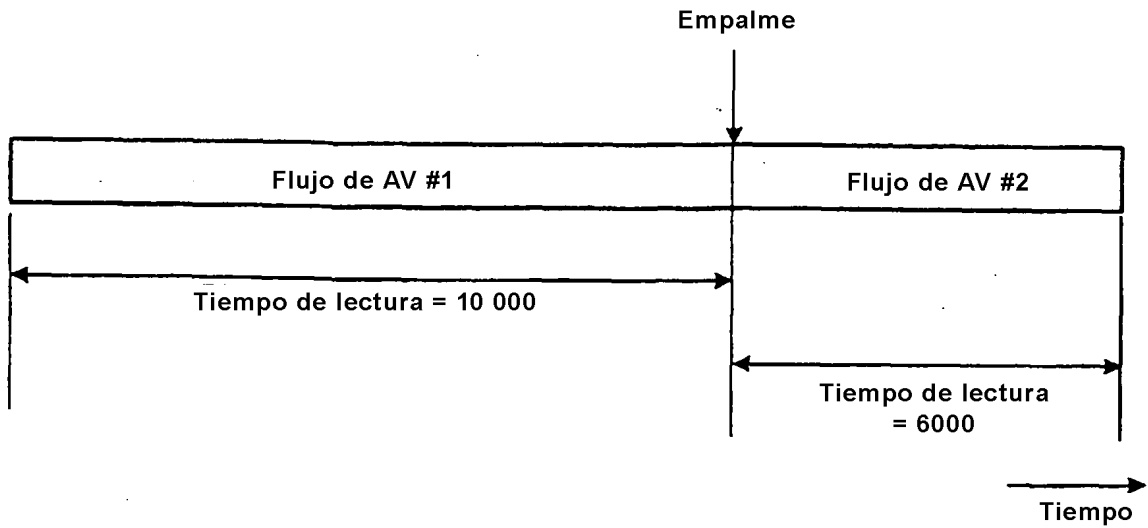 Empalme
Flujo de AV #1
Flujo de AV #2
Tiempo de lectura = 10 000
Tiempo de lectura
= 6000
Tiempo